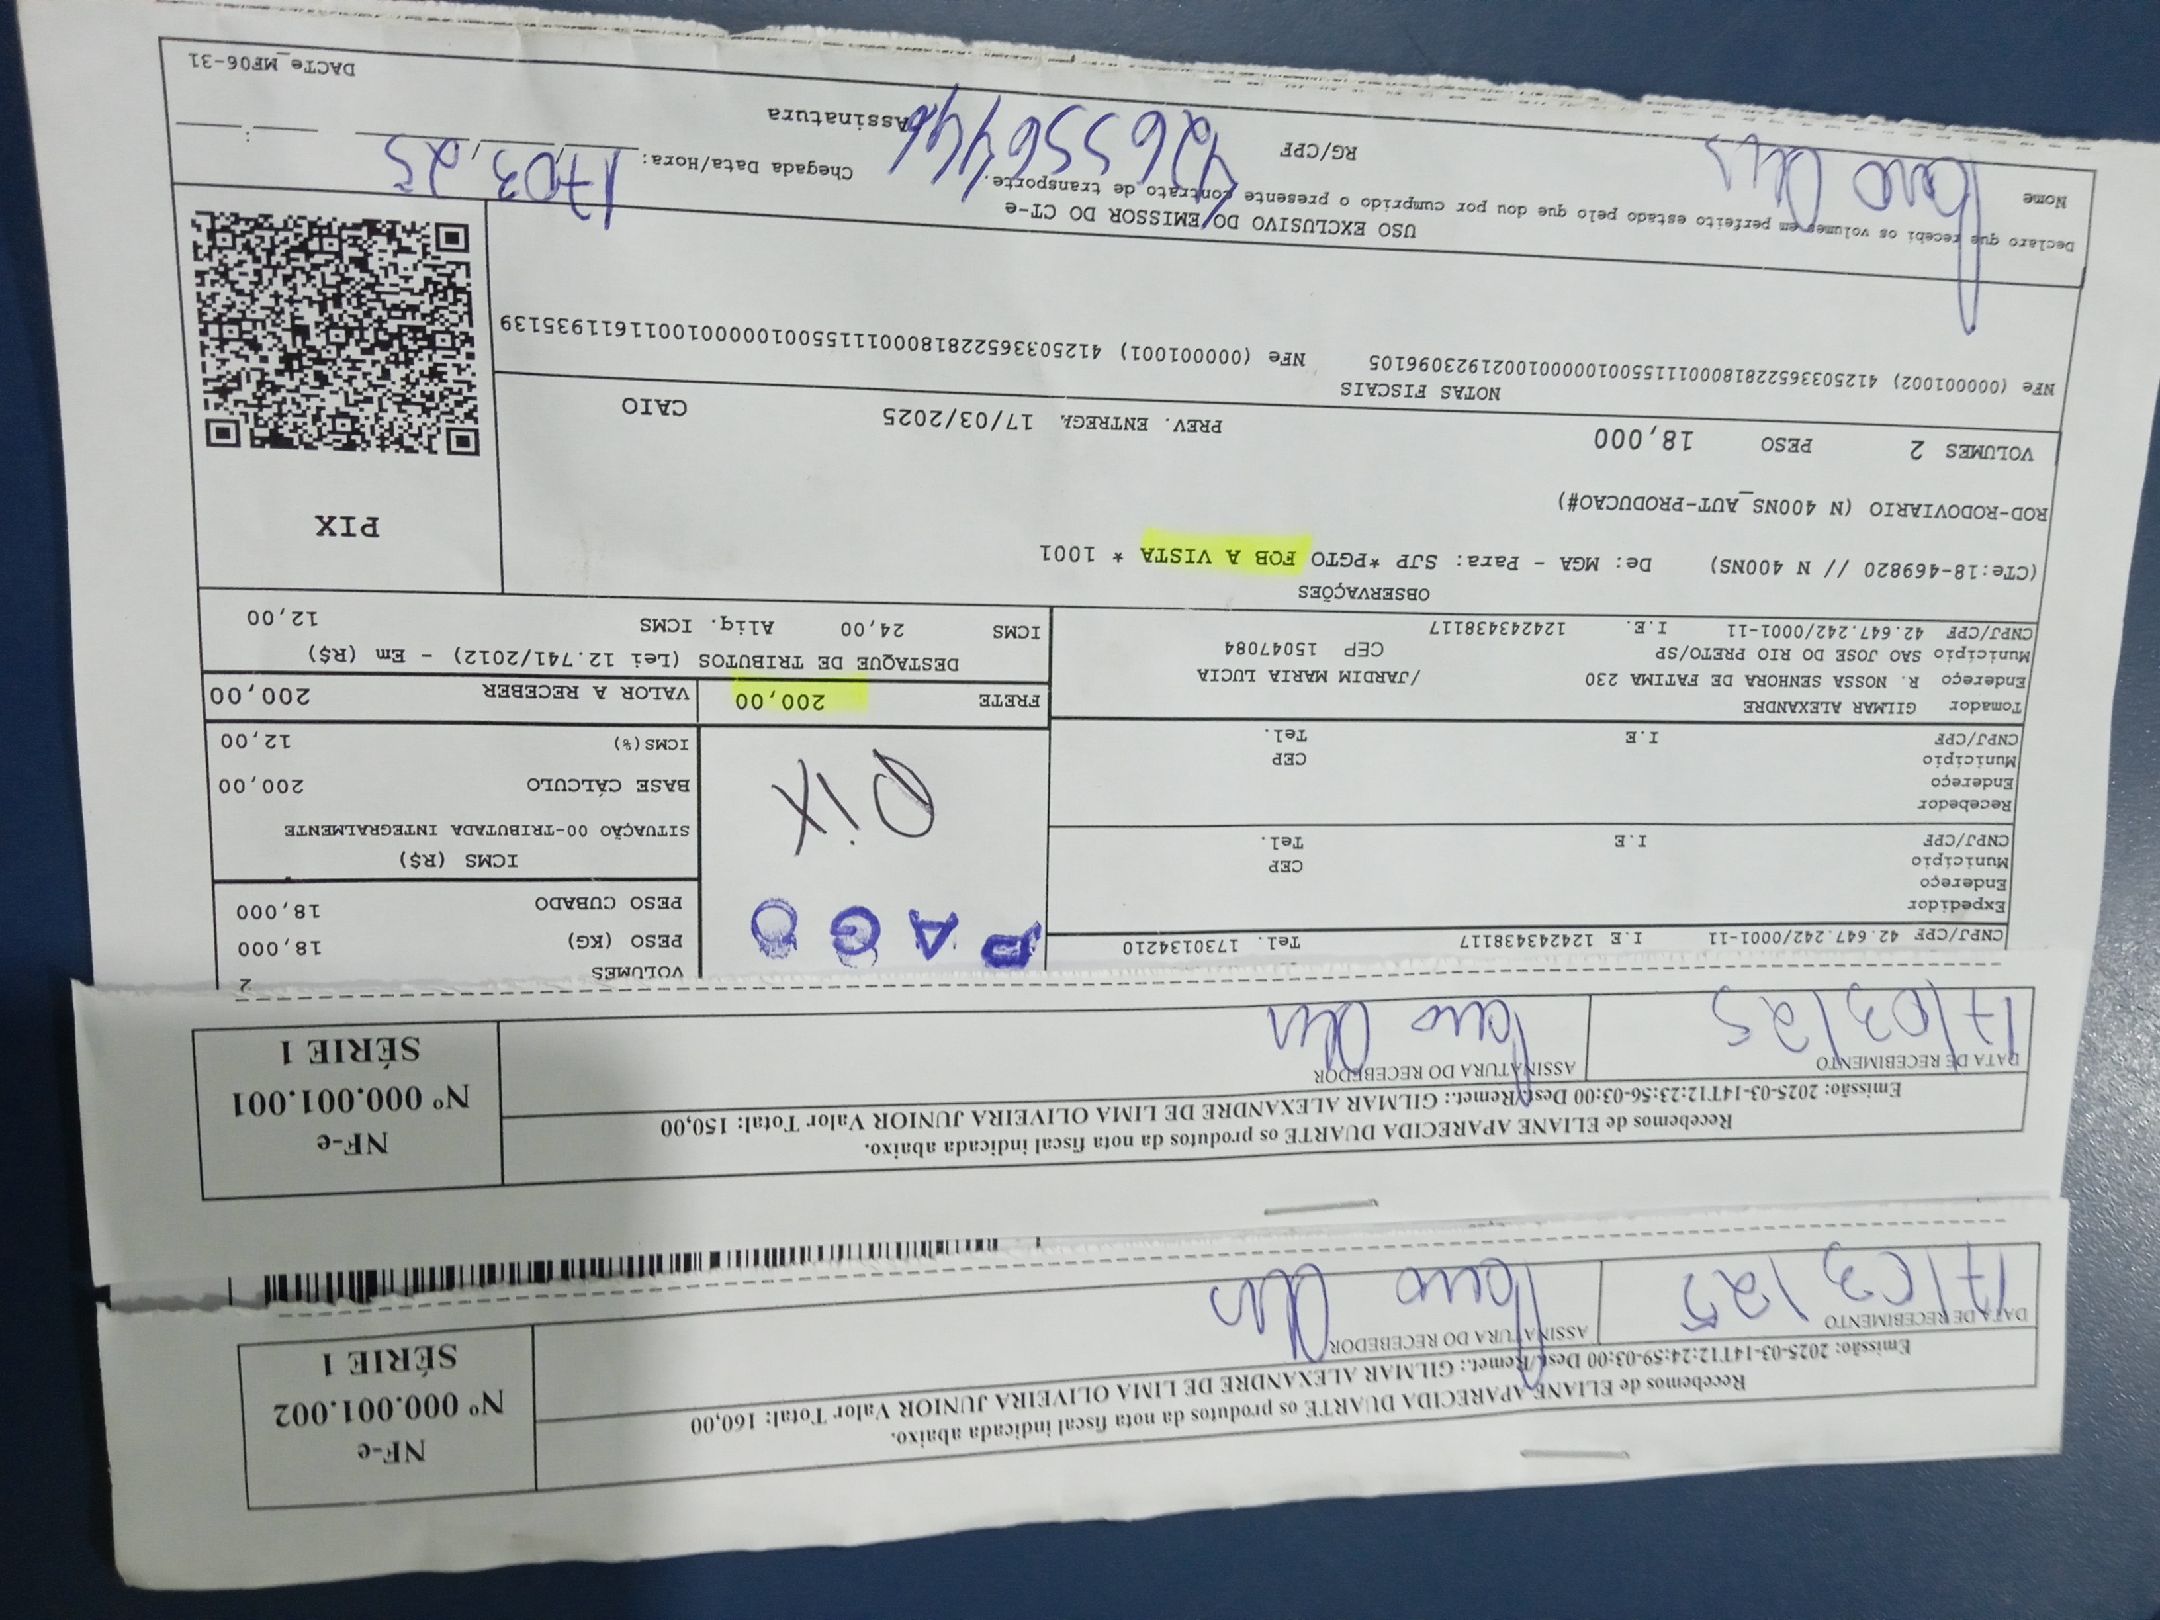 NF-e
Nº 000.001.002
SÉRIE 1
Recebemos de ELIANE APARECIDA DUARTE os produtos da nota fiscal indicada abaixo.
Emissão: 2025-03-14T12:24:59-03:00 Dest/Remet.: GILMAR ALEXANDRE DE LIMA OLIVEIRA JUNIOR Valor Total: 160,00
DATA DE RECEBIMENTO
17/03/25
ASSINATURA DO RECEBEDOR
NF-e
Nº 000.001.001
SÉRIE 1
Recebemos de ELIANE APARECIDA DUARTE os produtos da nota fiscal indicada abaixo.
Emissão: 2025-03-14T12:23:56-03:00 Dest/Remet.: GILMAR ALEXANDRE DE LIMA OLIVEIRA JUNIOR Valor Total: 150,00
DATA DE RECEBIMENTO
17/03/25
ASSINATURA DO RECEBEDOR
CNPJ/CPF 42.647.242/0001-11 I.E 124243438117 Tel. 1730134210
Expedidor
Endereço
Município CEP
CNPJ/CPF I.E Tel.
Recebedor
Endereço
Município CEP
CNPJ/CPF I.E Tel.
Tomador GILMAR ALEXANDRE
Endereço R. NOSSA SENHORA DE FATIMA 230 /JARDIM MARIA LUCIA
Município SAO JOSE DO RIO PRETO/SP CEP 15047084
CNPJ/CPF 42.647.242/0001-11 I.E. 124243438117
PAGO
PIX
VOLUMES 2
PESO (KG) 18,000
PESO CUBADO 18,000
ICMS (R$)
SITUAÇÃO 00-TRIBUTADA INTEGRALMENTE
BASE CÁLCULO 200,00
ICMS(%) 12,00
FRETE 200,00 VALOR A RECEBER 200,00
DESTAQUE DE TRIBUTOS (Lei 12.741/2012) - Em (R$)
ICMS 24,00 Aliq. ICMS 12,00
OBSERVAÇÕES
(CTe:18-469820 // N 400NS) De: MGA - Para: SJP *PGTO FOB A VISTA * 1001
ROD-RODOVIARIO (N 400NS_AUT-PRODUCAO#)
PIX
VOLUMES 2 PESO 18,000 PREV. ENTREGA 17/03/2025 CAIO
NOTAS FISCAIS
NFe (000001002) 41250336522818000111550010000010021923096105 NFe (000001001) 41250336522818000111550010000010011611935139
USO EXCLUSIVO DO EMISSOR DO CT-e
Declaro que recebi os volumes em perfeito estado pelo que dou por cumprido o presente contrato de transporte.
Nome RG/CPF Assinatura
Chegada Data/Hora: 17/03/25
DACTe_MF06-31